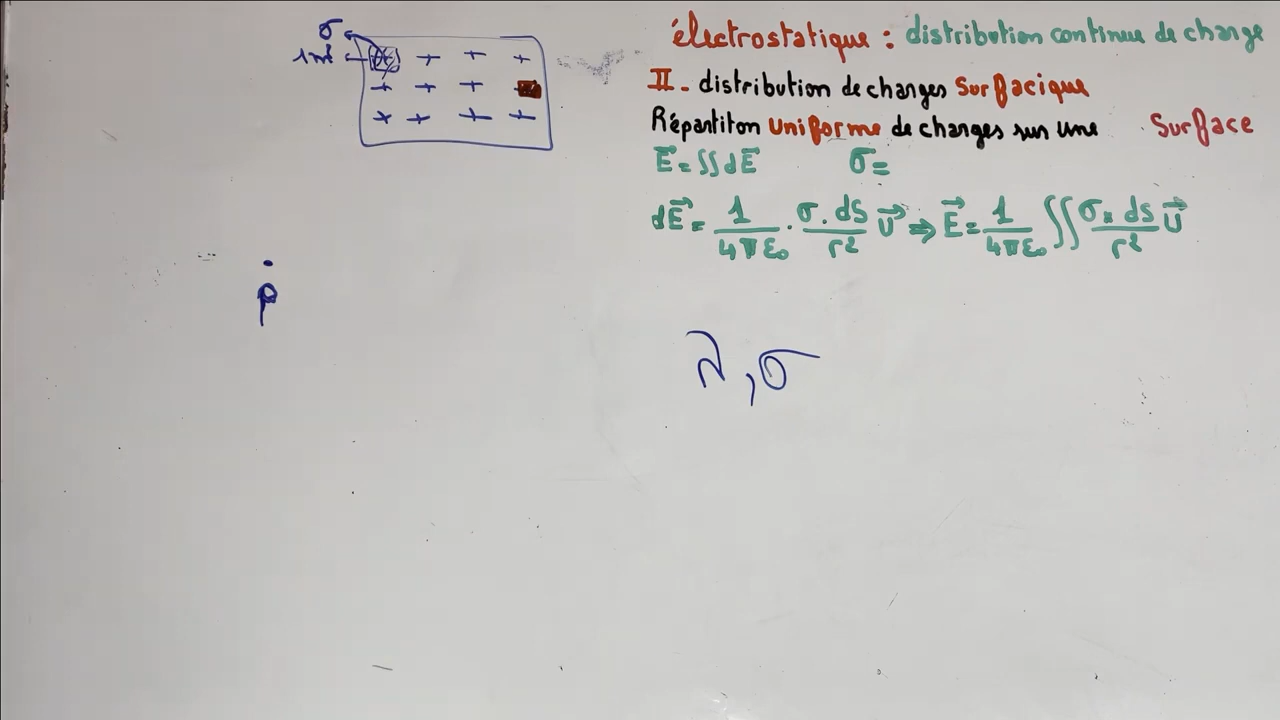 électrostatique : distribution continue de charge
II - distribution de charges surfacique
Répartiton uniforme de charges sur une Surface
E⃗ = ∬ dE⃗ σ =
dE⃗ = 1/4πε₀ · σ . ds/r² U⃗ ⇒ E⃗ = 1/4πε₀ ∬ σ × ds/r² U⃗
σ
1m²
+ + +
+ + +
+ + + +
P
λ, σ